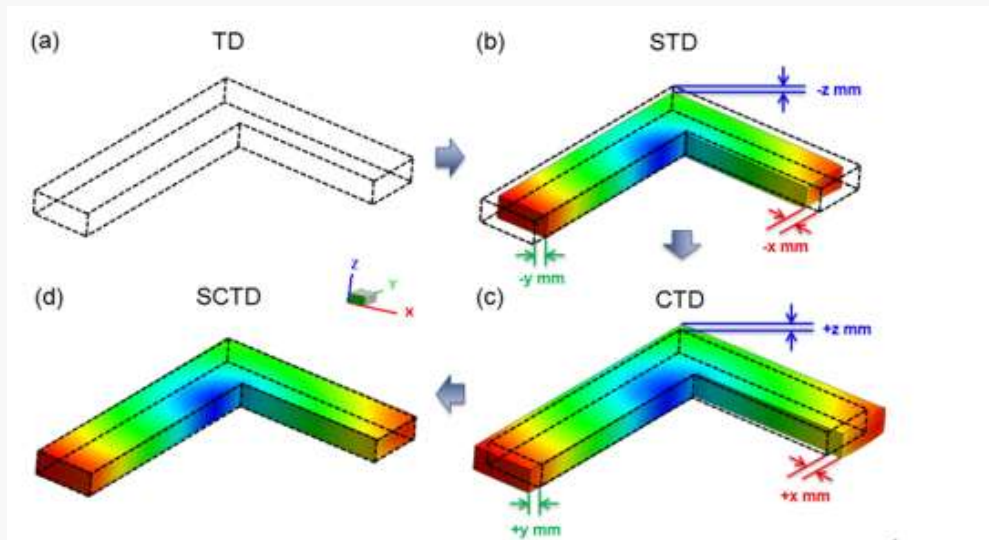 (a) TD
(b) STD
-z mm
-x mm
-y mm
(d) SCTD
Z
Y
X
(c) CTD
+z mm
+x mm
+y mm